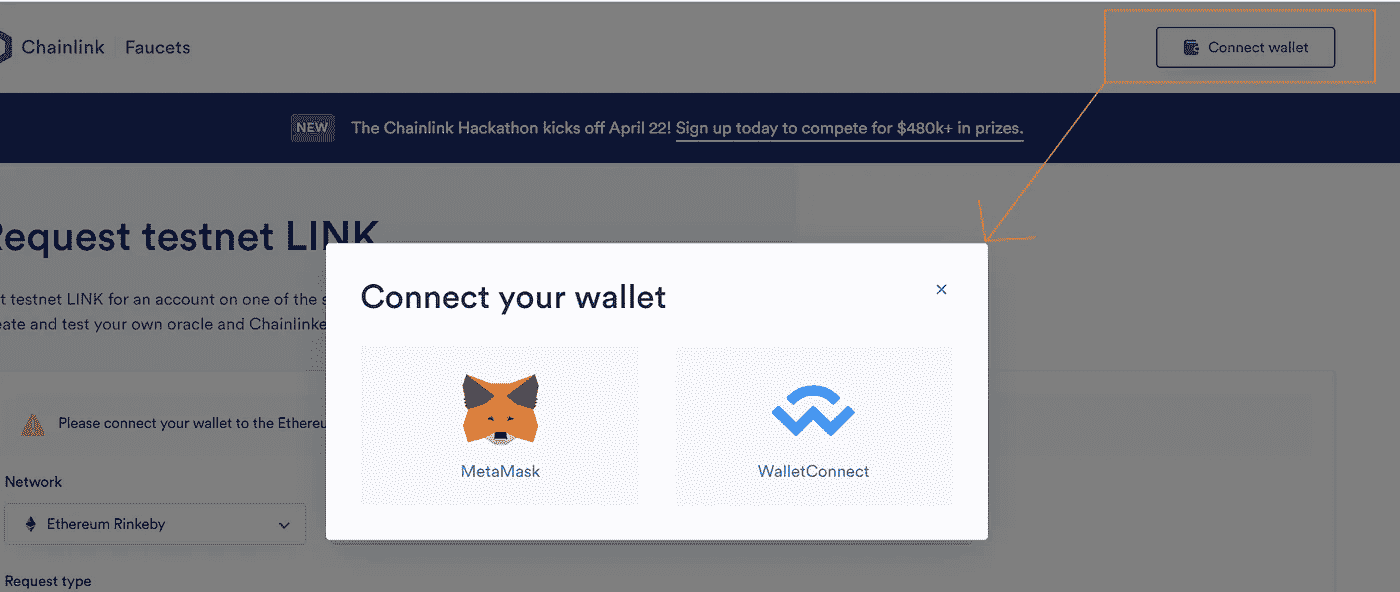 Chainlink Faucets
Connect wallet
NEW The Chainlink Hackathon kicks off April 22! Sign up today to compete for $480k+ in prizes.
equest testnet LINK
t testnet LINK for an account on one of the s
eate and test your own oracle and Chainlinke
Connect your wallet
MetaMask WalletConnect
Please connect your wallet to the Ethereu
Network
Ethereum Rinkeby
Request type